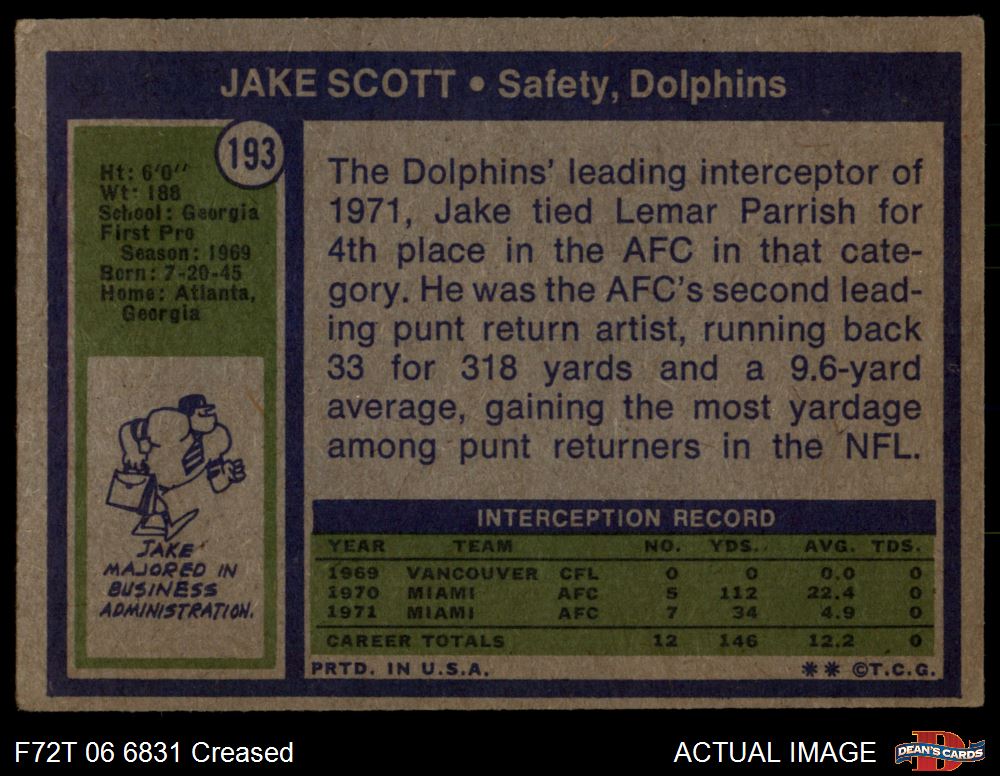 JAKE SCOTT • Safety, Dolphins
193
Ht: 6'0"
Wt: 188
School: Georgia
First Pro
Season: 1969
Born: 7-20-45
Home: Atlanta,
Georgia
JAKE
MAJORED IN
BUSINESS
ADMINISTRATION.
The Dolphins' leading interceptor of
1971, Jake tied Lemar Parrish for
4th place in the AFC in that cate-
gory. He was the AFC's second lead-
ing punt return artist, running back
33 for 318 yards and a 9.6-yard
average, gaining the most yardage
among punt returners in the NFL.
INTERCEPTION RECORD
YEAR TEAM NO. YDS. AVG. TDS.
1969 VANCOUVER CFL 0 0 0.0 0
1970 MIAMI AFC 5 112 22.4 0
1971 MIAMI AFC 7 34 4.9 0
CAREER TOTALS 12 146 12.2 0
PRTD. IN U.S.A. ** ©T.C.G.
F72T 06 6831 Creased
ACTUAL IMAGE
DEAN'S CARDS